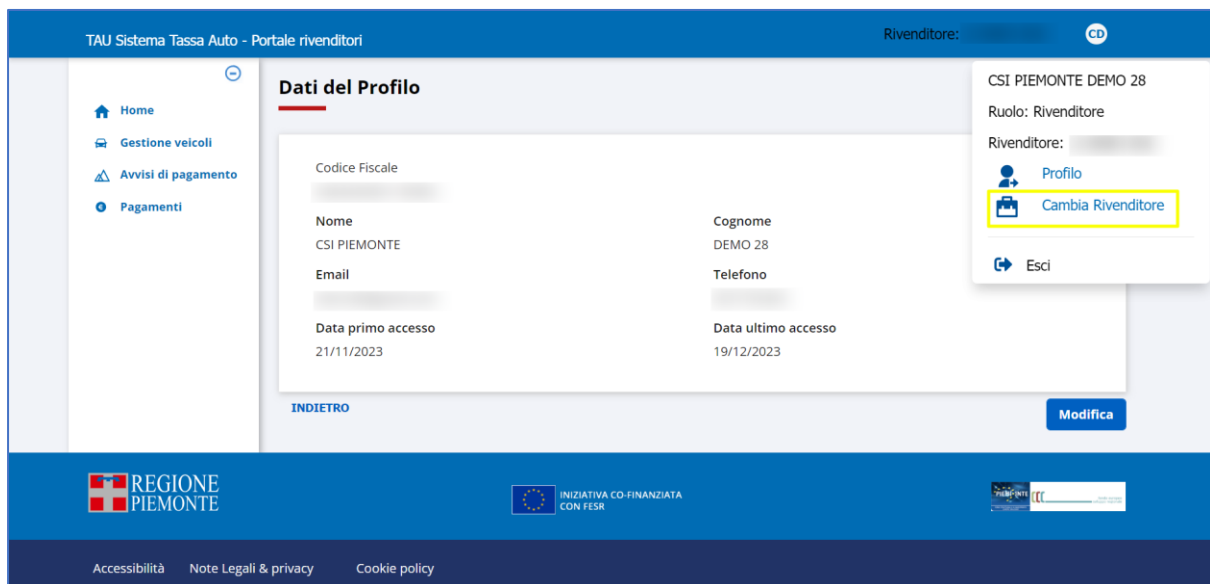 TAU Sistema Tassa Auto - Portale rivenditori
Rivenditore:
CD
Home
Gestione veicoli
Avvisi di pagamento
Pagamenti
Dati del Profilo
Codice Fiscale
Nome
CSI PIEMONTE
Cognome
DEMO 28
Email
Telefono
Data primo accesso
21/11/2023
Data ultimo accesso
19/12/2023
INDIETRO
Modifica
CSI PIEMONTE DEMO 28
Ruolo: Rivenditore
Rivenditore:
Profilo
Cambia Rivenditore
Esci
REGIONE
PIEMONTE
INIZIATIVA CO-FINANZIATA
CON FESR
Accessibilità
Note Legali & privacy
Cookie policy